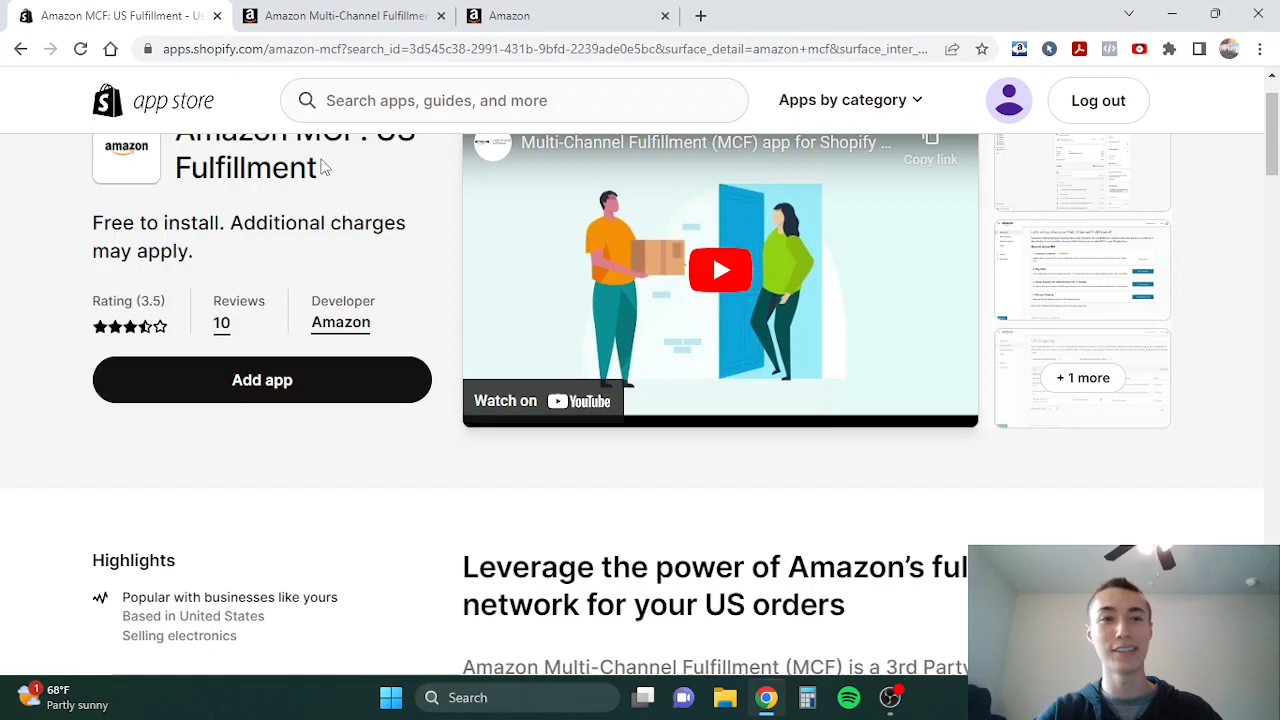 Amazon MCF: US Fulfillment - Us
Amazon Multi-Channel Fulfillmer
Amazon
apps.shopify.com/amazon-mcf?search_id=3d545c38-2991-431b-9bfd-2239ade0e5bc&surface_detail=amazon+mcf&surface_inter_...
app store
Search apps, guides, and more
Apps by category
Log out
amazon
Amazon MCF: US
Fulfillment
Free to install. Additional charges
may apply.
Rating (3.5)
Reviews
10
Developer
Amazon
Add app
Multi-Channel Fulfillment (MCF) app for Shopify ...
Copy link
Watch on YouTube
+ 1 more
Highlights
Popular with businesses like yours
Based in United States
Selling electronics
Leverage the power of Amazon's ful
network for your US orders
Amazon Multi-Channel Fulfillment (MCF) is a 3rd Party
1
68°F
Partly sunny
Search